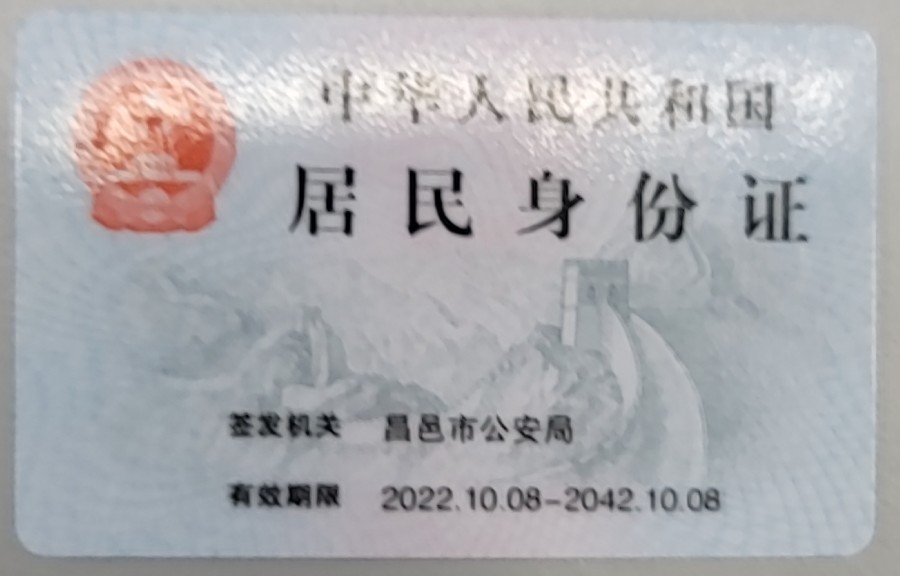 中华人民共和国
居民身份证
签发机关 昌邑市公安局
有效期限 2022.10.08-2042.10.08